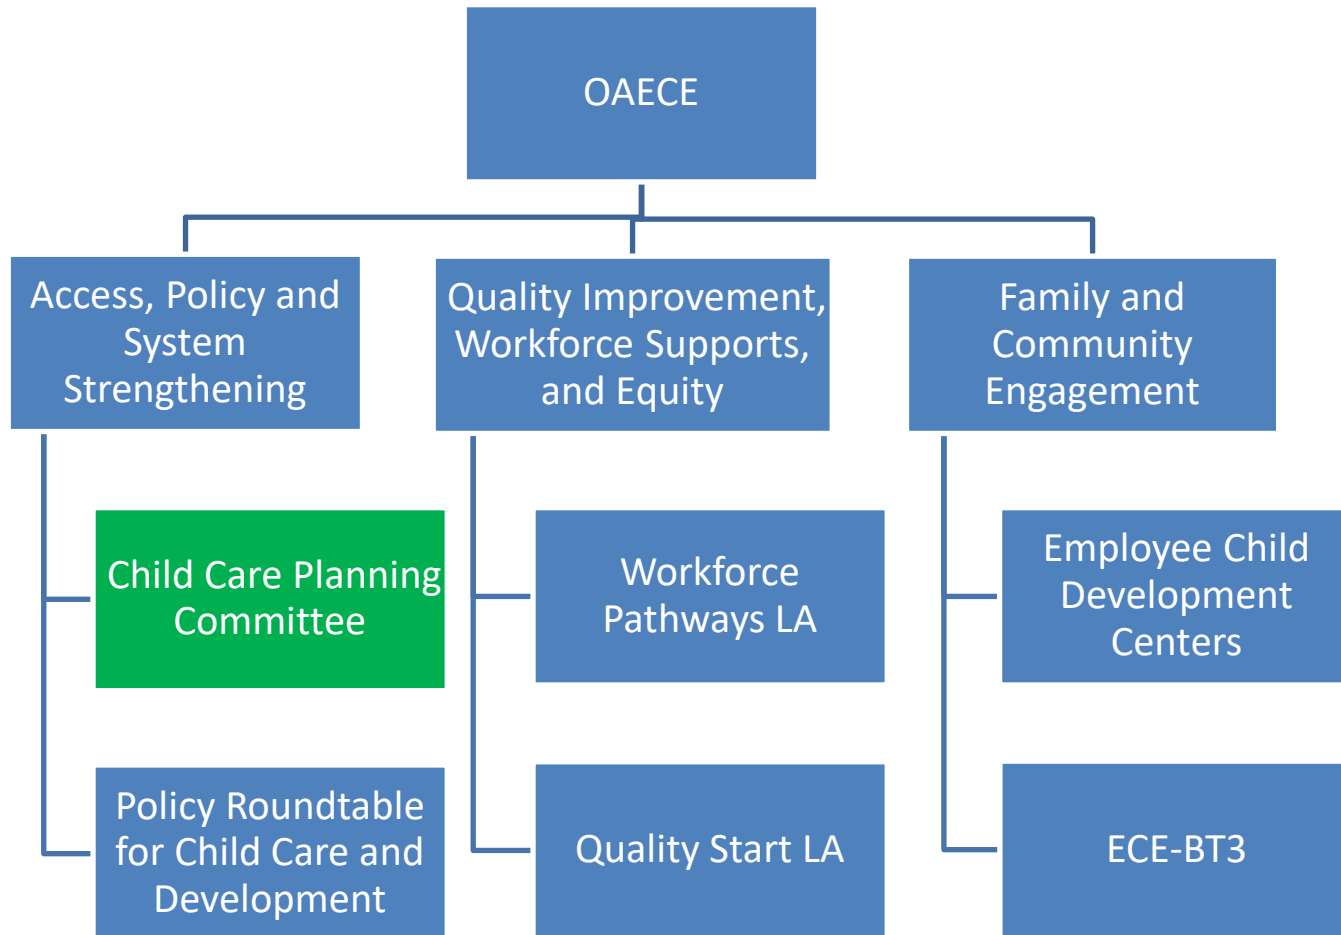 OAECE
Access, Policy and
System
Strengthening
Quality Improvement,
Workforce Supports,
and Equity
Family and
Community
Engagement
Child Care Planning
Committee
Workforce
Pathways LA
Employee Child
Development
Centers
Policy Roundtable
for Child Care and
Development
Quality Start LA
ECE-BT3